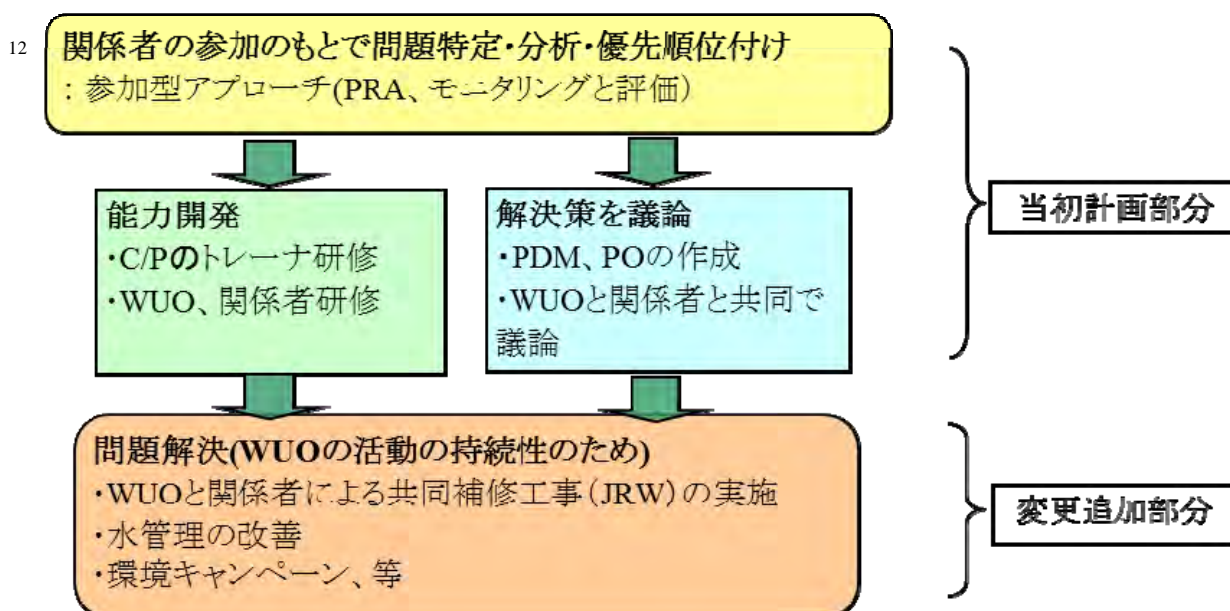 12
関係者の参加のもとで問題特定・分析・優先順位付け
: 参加型アプローチ(PRA、モニタリングと評価)
当初計画部分
能力開発
・C/Pのトレーナ研修
・WUO、関係者研修
解決策を議論
・PDM、POの作成
・WUOと関係者と共同で
議論
問題解決(WUOの活動の持続性のため)
・WUOと関係者による共同補修工事(JRW)の実施
・水管理の改善
・環境キャンペーン、等
変更追加部分